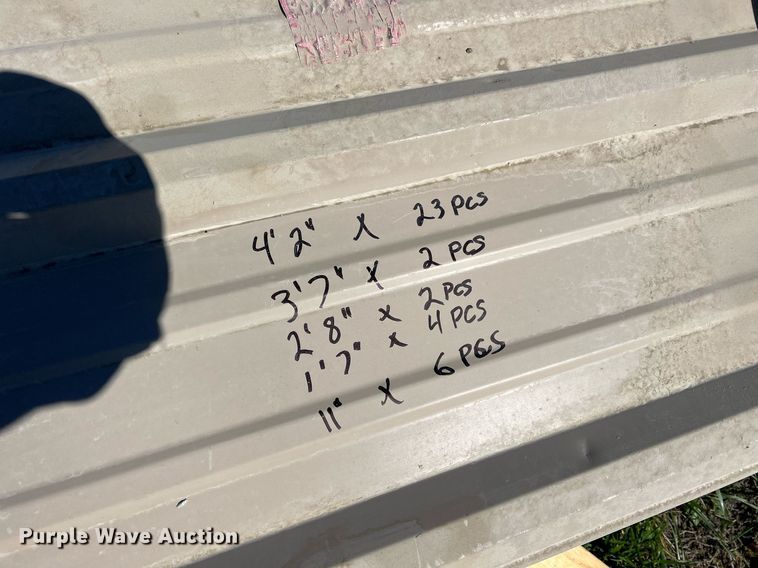 4' 2" x 23 PCS
3' 7" x 2 PCS
2' 8" x 2 PCS
1' 7" x 4 PCS
11" x 6 PCS
Purple Wave Auction